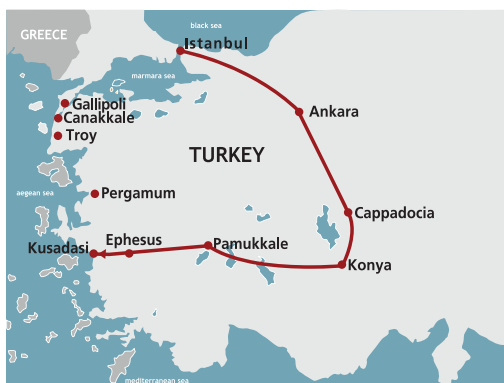 black sea
GREECE
Istanbul
marmara sea
Gallipoli
Canakkale
Ankara
Troy
TURKEY
aegean sea
Pergamum
Cappadocia
Ephesus
Pamukkale
Kusadasi
Konya
mediterranean sea